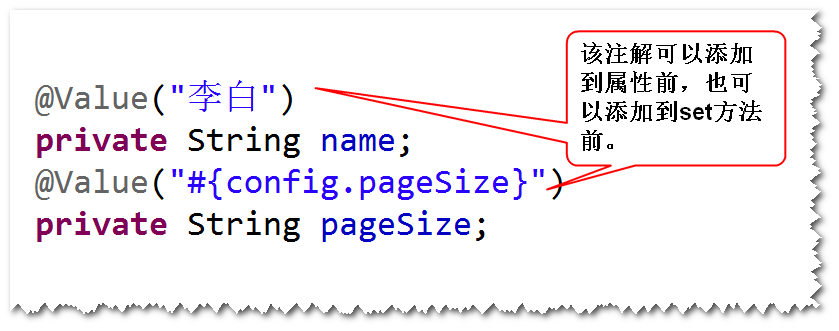 @Value("李白")
private String name;
@Value("#{config.pageSize}")
private String pageSize;
该注解可以添加
到属性前，也可
以添加到set方法
前。